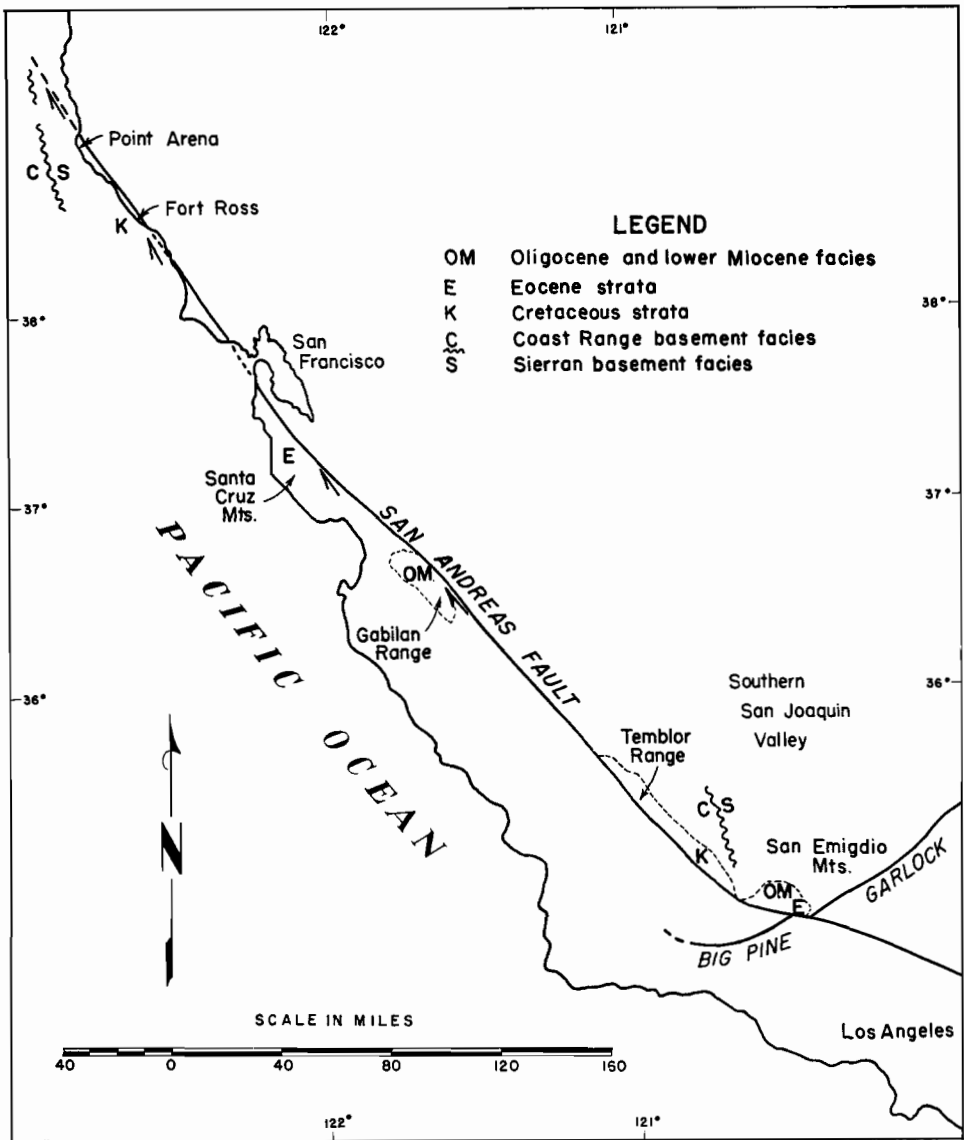 122°
121°
Point Arena
C S
Fort Ross
K
LEGEND
OM Oligocene and lower Miocene facies
E Eocene strata
K Cretaceous strata
C Coast Range basement facies
S Sierran basement facies
38°
38°
San
Francisco
E
Santa
Cruz
Mts.
37°
37°
SAN ANDREAS FAULT
PACIFIC OCEAN
OM
Gabilan
Range
36°
36°
Southern
San Joaquin
Valley
Temblor
Range
C S
K
San Emigdio
Mts.
OM
E
GARLOCK
BIG PINE
N
SCALE IN MILES
40 0 40 80 120 160
Los Angeles
122°
121°